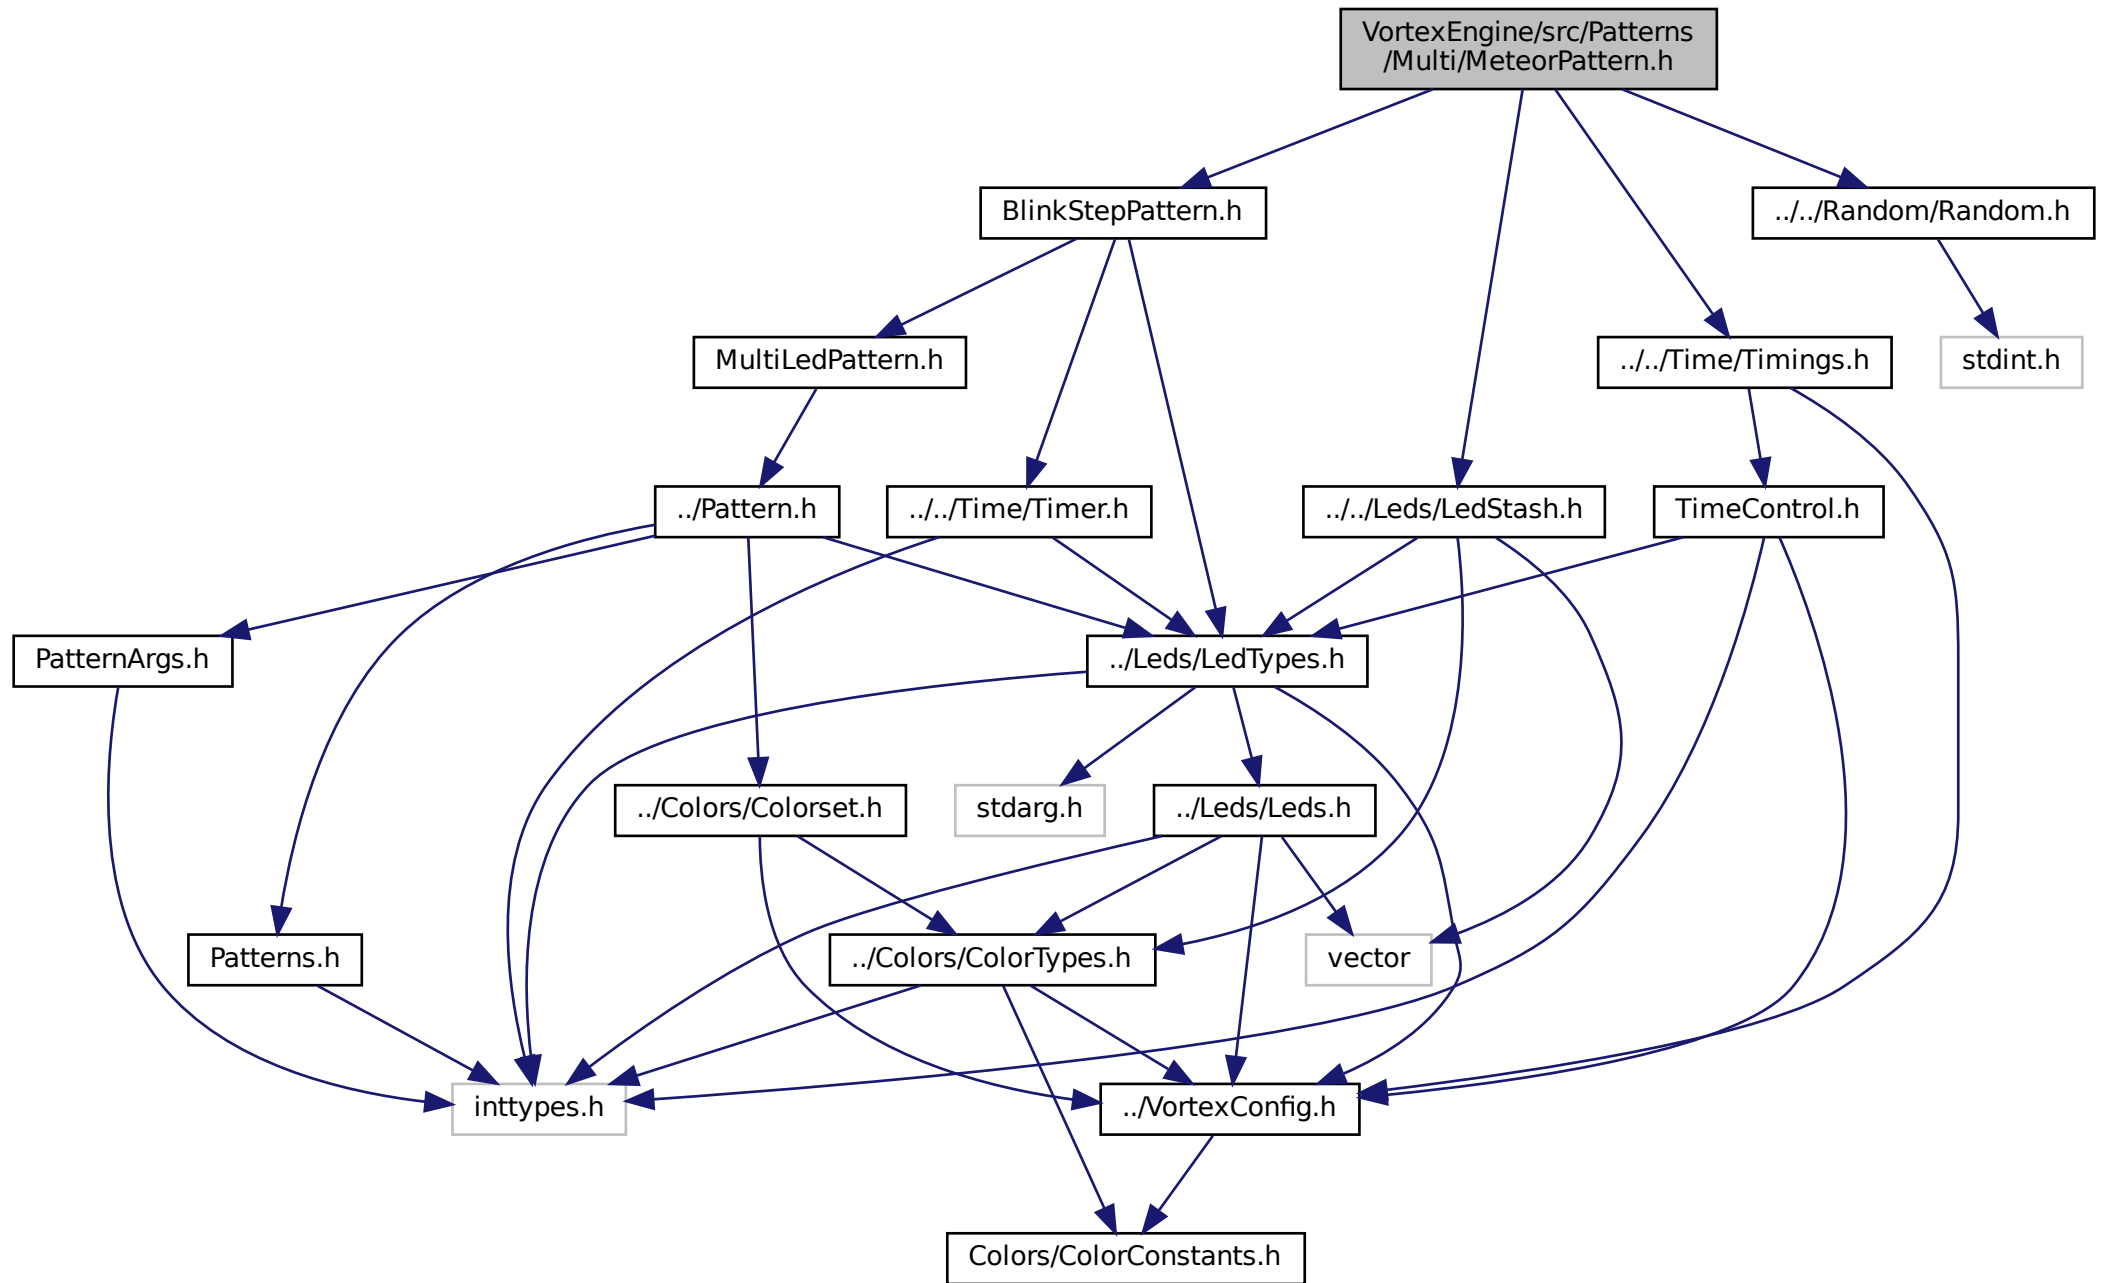 VortexEngine/src/Patterns
/Multi/MeteorPattern.h
BlinkStepPattern.h
../../Random/Random.h
MultiLedPattern.h
../../Time/Timings.h
stdint.h
../Pattern.h
../../Time/Timer.h
../../Leds/LedStash.h
TimeControl.h
PatternArgs.h
../Leds/LedTypes.h
../Colors/Colorset.h
stdarg.h
../Leds/Leds.h
Patterns.h
../Colors/ColorTypes.h
vector
inttypes.h
../VortexConfig.h
Colors/ColorConstants.h